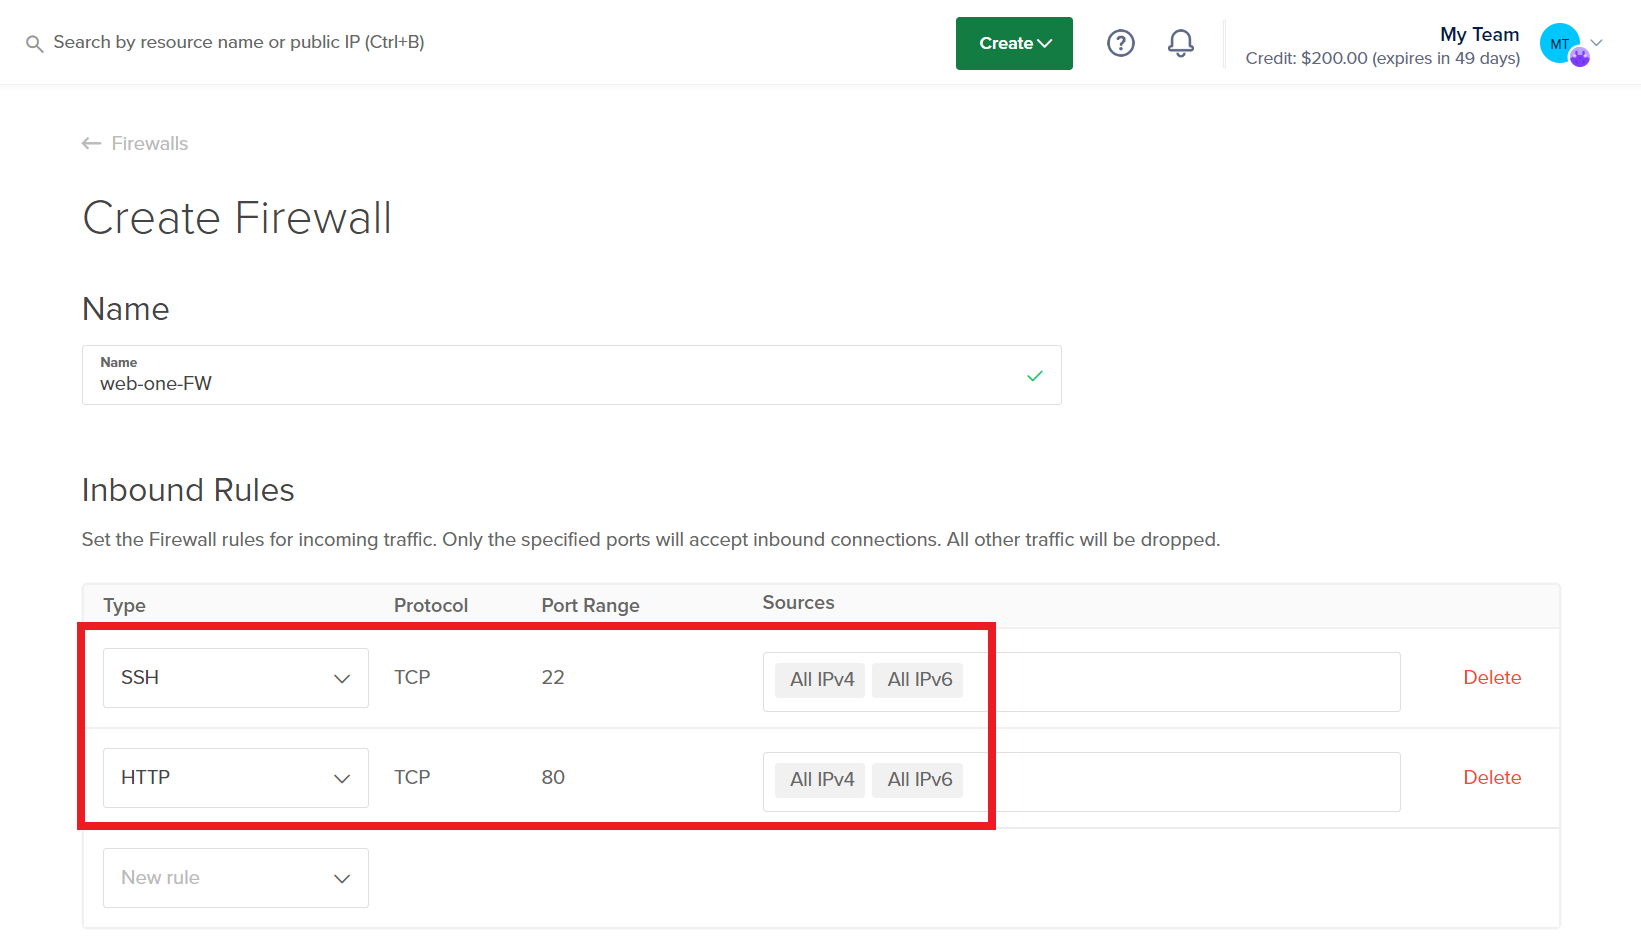 Search by resource name or public IP (Ctrl+B)
Create
My Team
Credit: $200.00 (expires in 49 days)
MT
Firewalls
Create Firewall
Name
Name
web-one-FW
Inbound Rules
Set the Firewall rules for incoming traffic. Only the specified ports will accept inbound connections. All other traffic will be dropped.
Type Protocol Port Range Sources
SSH TCP 22 All IPv4 All IPv6 Delete
HTTP TCP 80 All IPv4 All IPv6 Delete
New rule